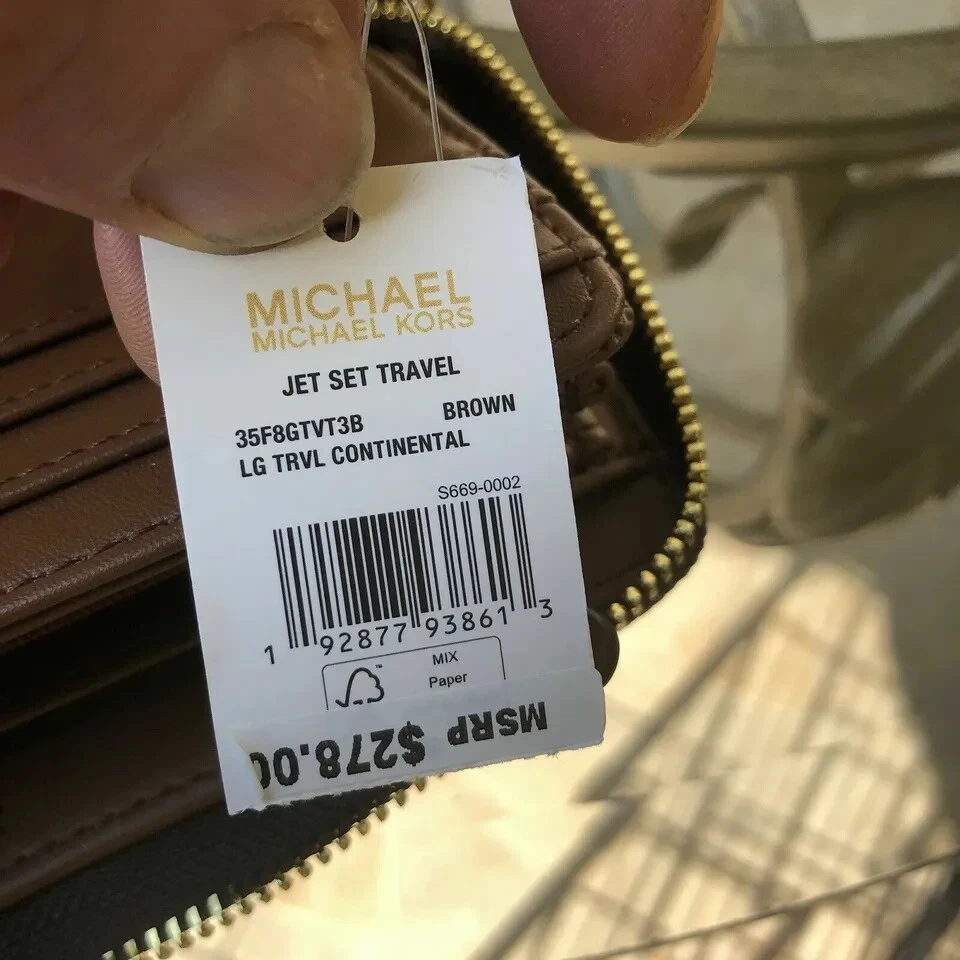 MICHAEL
MICHAEL KORS
JET SET TRAVEL
35F8GTVT3B BROWN
LG TRVL CONTINENTAL
S669-0002
1 92877 93861 3
MIX
Paper
MSRP $278.00